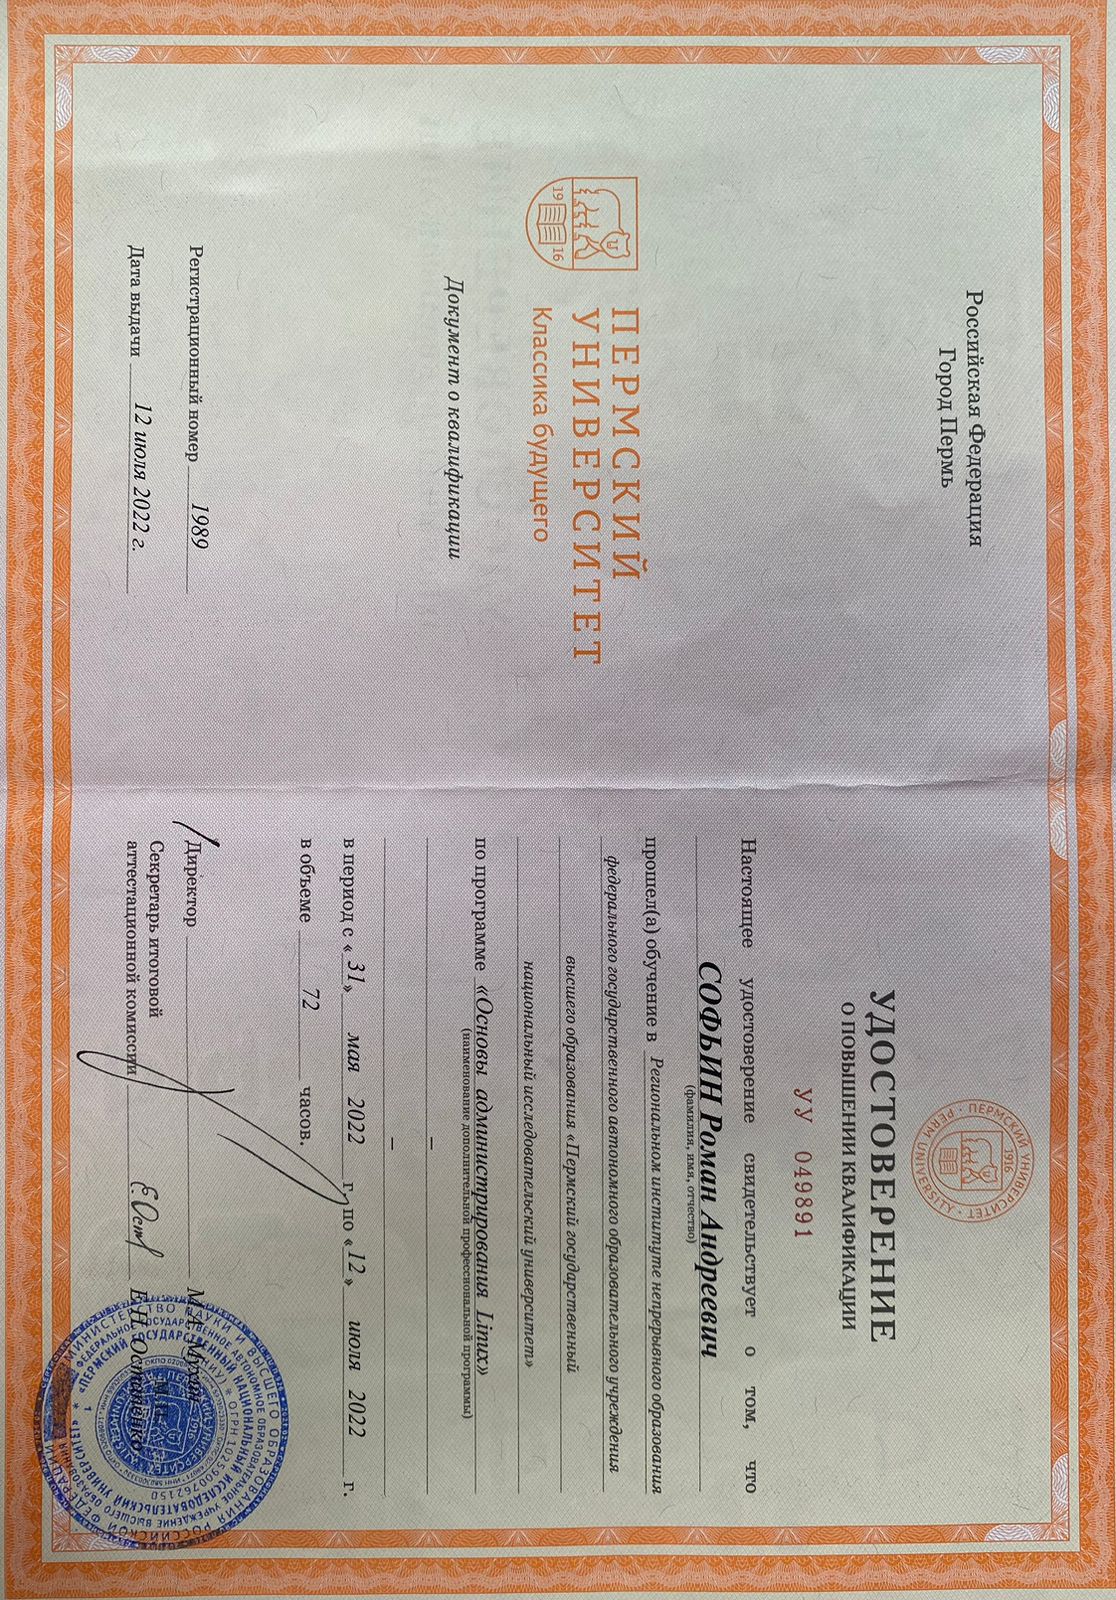 Российская Федерация
Город Пермь
ПЕРМСКИЙ
УНИВЕРСИТЕТ
Классика будущего
19 16
Документ о квалификации
Регистрационный номер 1989
Дата выдачи 12 июля 2022 г.
ПЕРМСКИЙ УНИВЕРСИТЕТ
1916
PERM UNIVERSITY
УДОСТОВЕРЕНИЕ
О ПОВЫШЕНИИ КВАЛИФИКАЦИИ
УУ 049891
Настоящее удостоверение свидетельствует о том, что
СОФЬИН Роман Андреевич
(фамилия, имя, отчество)
прошел(а) обучение в Региональном институте непрерывного образования
федерального государственного автономного образовательного учреждения
высшего образования «Пермский государственный
национальный исследовательский университет»
по программе «Основы администрирования Linux»
(наименование дополнительной профессиональной программы)
–
–
в период с «31» мая 2022 г. по «12» июля 2022 г.
в объеме 72 часов.
Директор М.А. Мухин
М.П.
Секретарь итоговой
аттестационной комиссии Е.Остп Е.Н. Остапенко